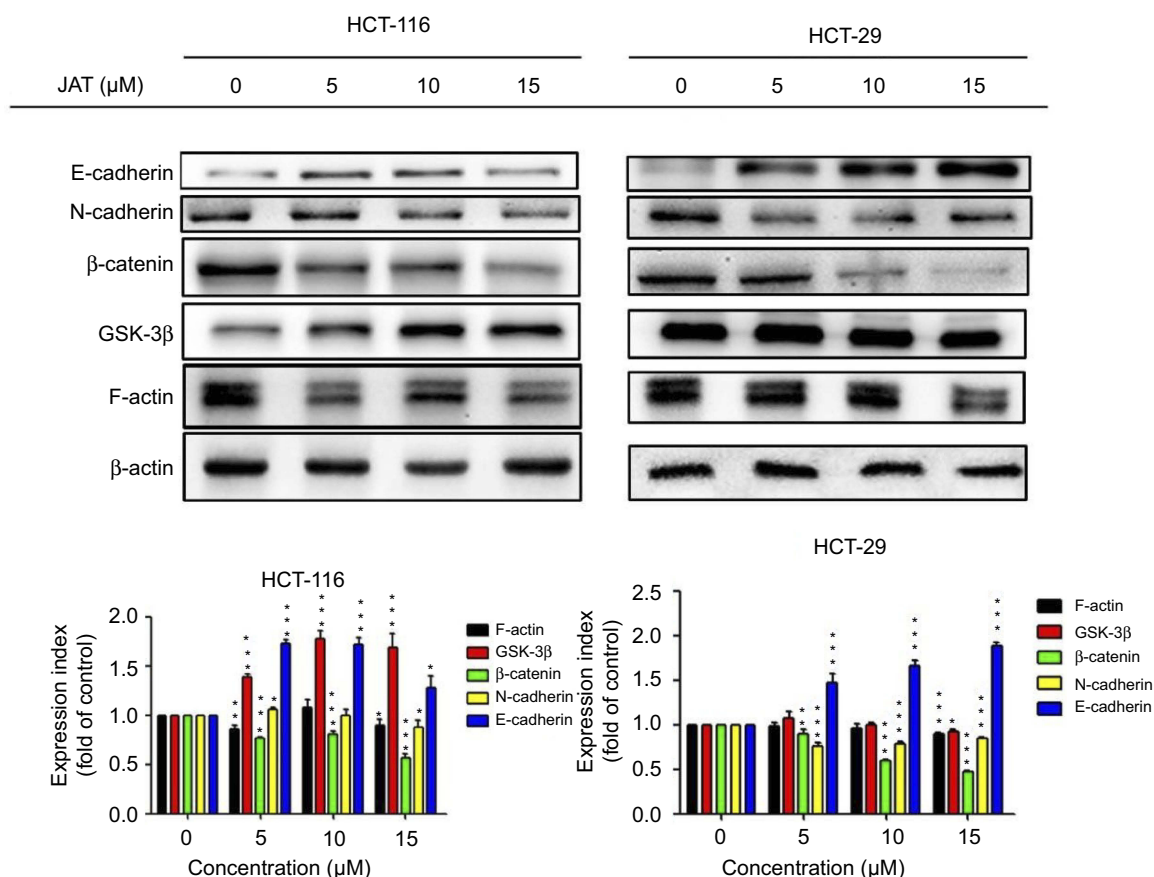 HCT-116
HCT-29
JAT (µM) 0 5 10 15 0 5 10 15
E-cadherin
N-cadherin
β-catenin
GSK-3β
F-actin
β-actin
HCT-116
Expression index
(fold of control)
2.0
1.5
1.0
0.5
0.0
** *** *** * ***
*** *** ***
* *** *** * *
0 5 10 15
Concentration (µM)
F-actin
GSK-3β
β-catenin
N-cadherin
E-cadherin
HCT-29
Expression index
(fold of control)
2.5
2.0
1.5
1.0
0.5
0.0
** *** ***
*** *** ***
** * *** *** ***
0 5 10 15
Concentration (µM)
F-actin
GSK-3β
β-catenin
N-cadherin
E-cadherin